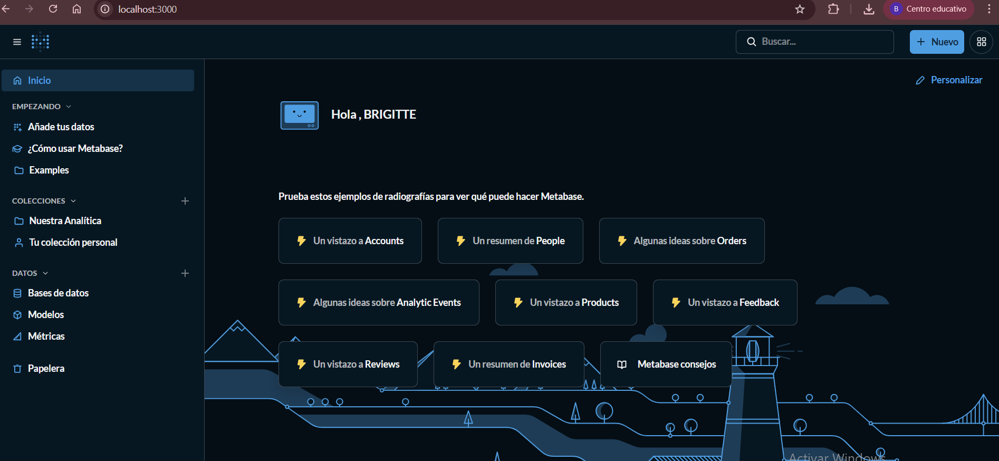 localhost:3000
B Centro educativo
Buscar...
+ Nuevo
Inicio
Personalizar
EMPEZANDO
Añade tus datos
¿Cómo usar Metabase?
Examples
COLECCIONES
Nuestra Analítica
Tu colección personal
DATOS
Bases de datos
Modelos
Métricas
Papelera
Hola , BRIGITTE
Prueba estos ejemplos de radiografías para ver qué puede hacer Metabase.
Un vistazo a Accounts
Un resumen de People
Algunas ideas sobre Orders
Algunas ideas sobre Analytic Events
Un vistazo a Products
Un vistazo a Feedback
Un vistazo a Reviews
Un resumen de Invoices
Metabase consejos
Activar Windows